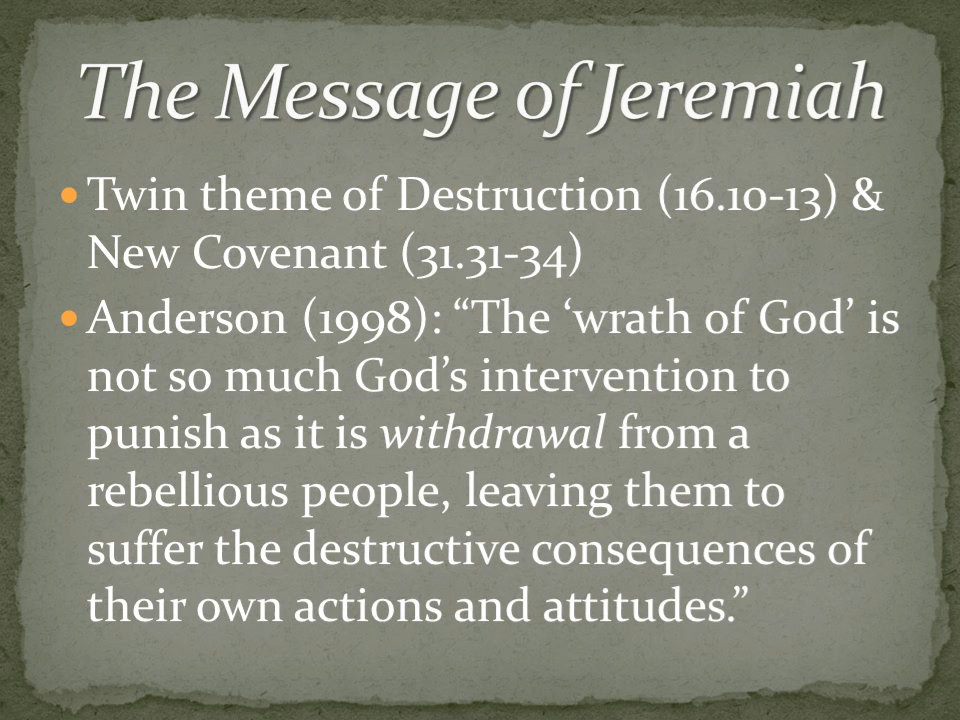 The Message of Jeremiah
• Twin theme of Destruction (16.10-13) &
New Covenant (31.31-34)
• Anderson (1998): “The ‘wrath of God’ is
not so much God’s intervention to
punish as it is withdrawal from a
rebellious people, leaving them to
suffer the destructive consequences of
their own actions and attitudes.”